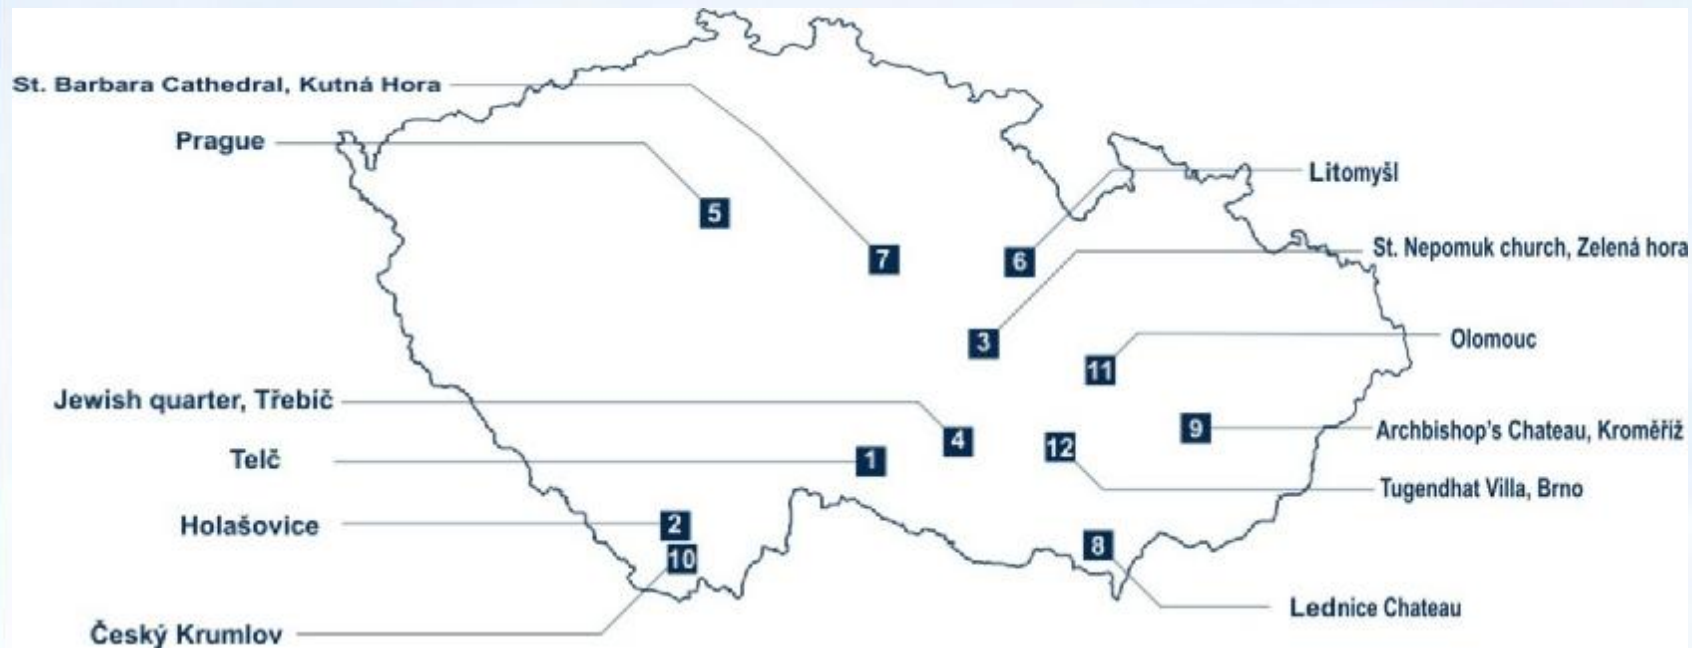 St. Barbara Cathedral, Kutná Hora
Prague
Litomyšl
5
St. Nepomuk church, Zelená hora
7
6
Olomouc
3
11
Jewish quarter, Třebíč
Archbishop's Chateau, Kroměříž
9
4
12
Telč
1
Tugendhat Villa, Brno
Holašovice
2
8
10
Lednice Chateau
Český Krumlov